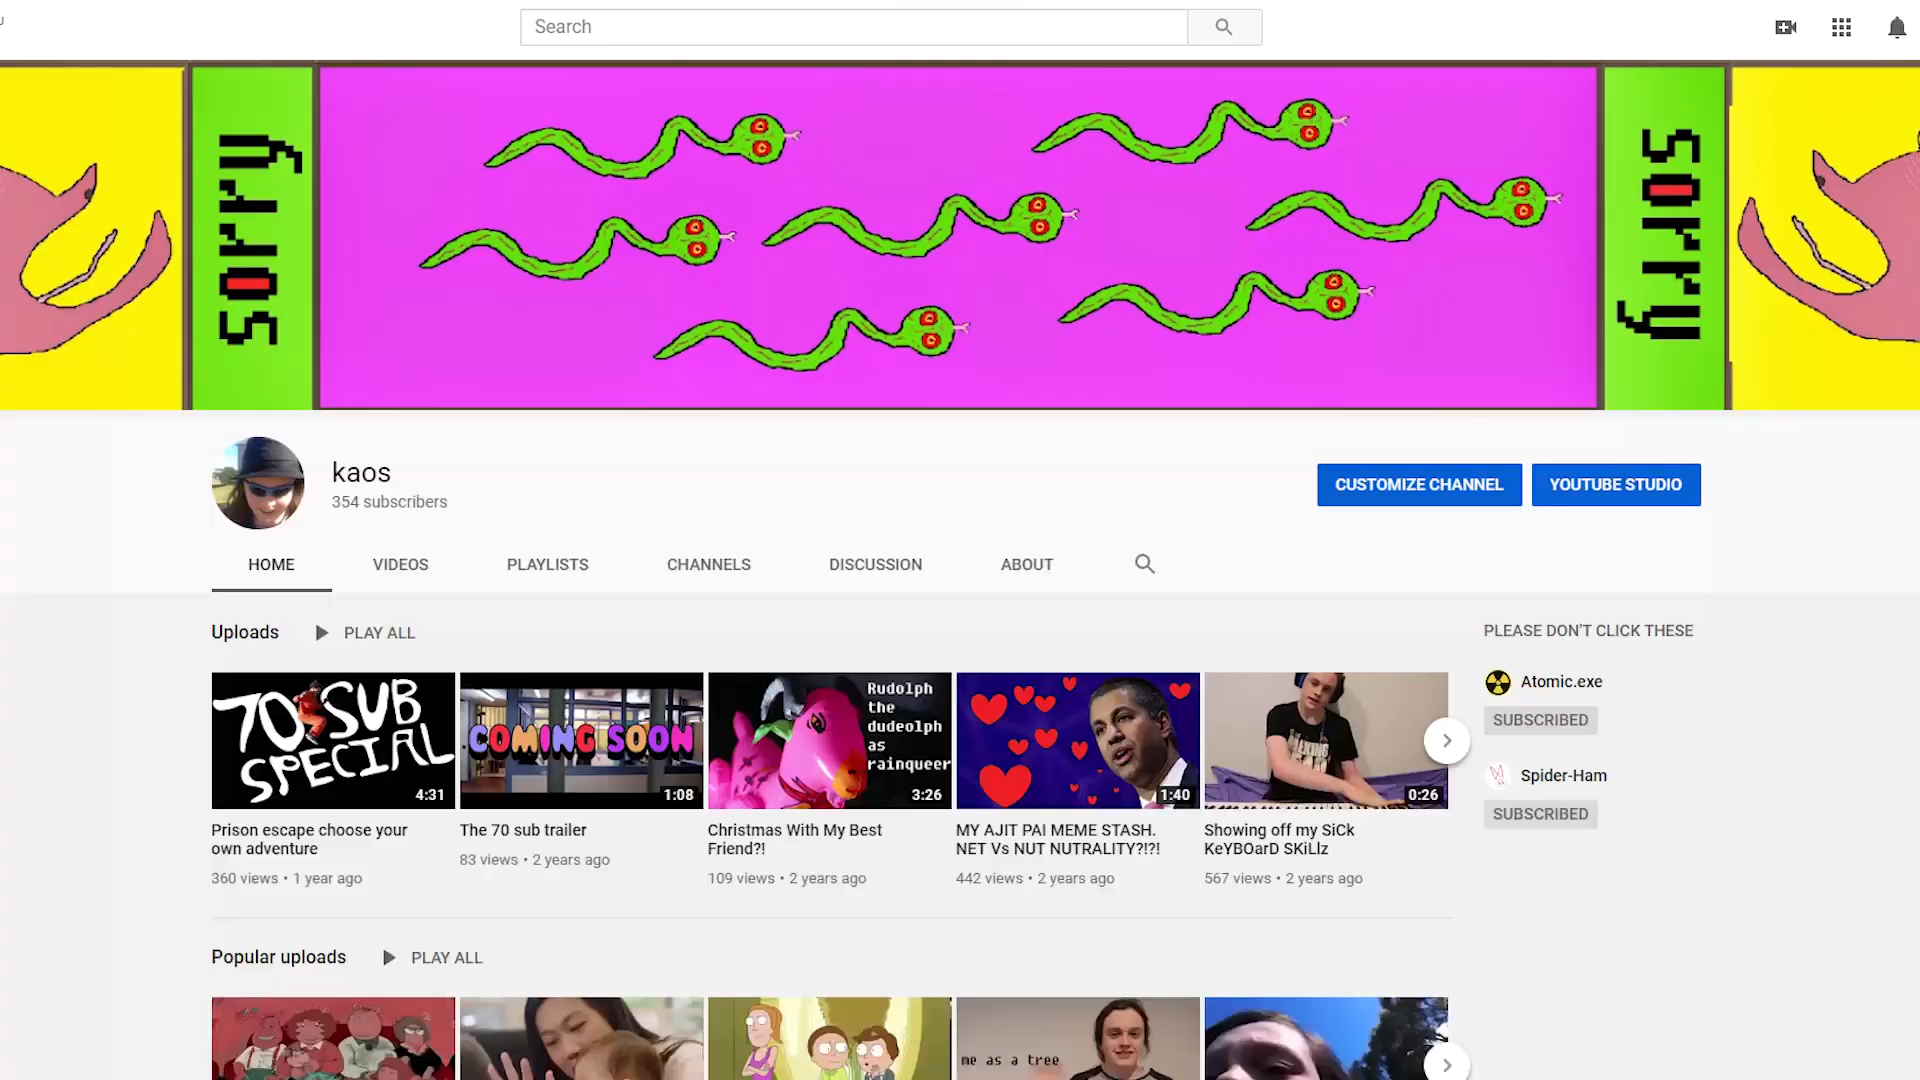 Search
sorry
sorry
kaos
354 subscribers
CUSTOMIZE CHANNEL
YOUTUBE STUDIO
HOME
VIDEOS
PLAYLISTS
CHANNELS
DISCUSSION
ABOUT
Uploads
PLAY ALL
PLEASE DON'T CLICK THESE
Atomic.exe
SUBSCRIBED
Spider-Ham
SUBSCRIBED
70 SUB
SPECIAL
4:31
Prison escape choose your
own adventure
360 views • 1 year ago
COMING SOON
1:08
The 70 sub trailer
83 views • 2 years ago
Rudolph
the
dudeolph
as
rainqueer
3:26
Christmas With My Best
Friend?!
109 views • 2 years ago
1:40
MY AJIT PAI MEME STASH.
NET Vs NUT NUTRALITY?!?!
442 views • 2 years ago
0:26
Showing off my SiCk
KeYBOarD SKiLlz
567 views • 2 years ago
Popular uploads
PLAY ALL
me as a tree